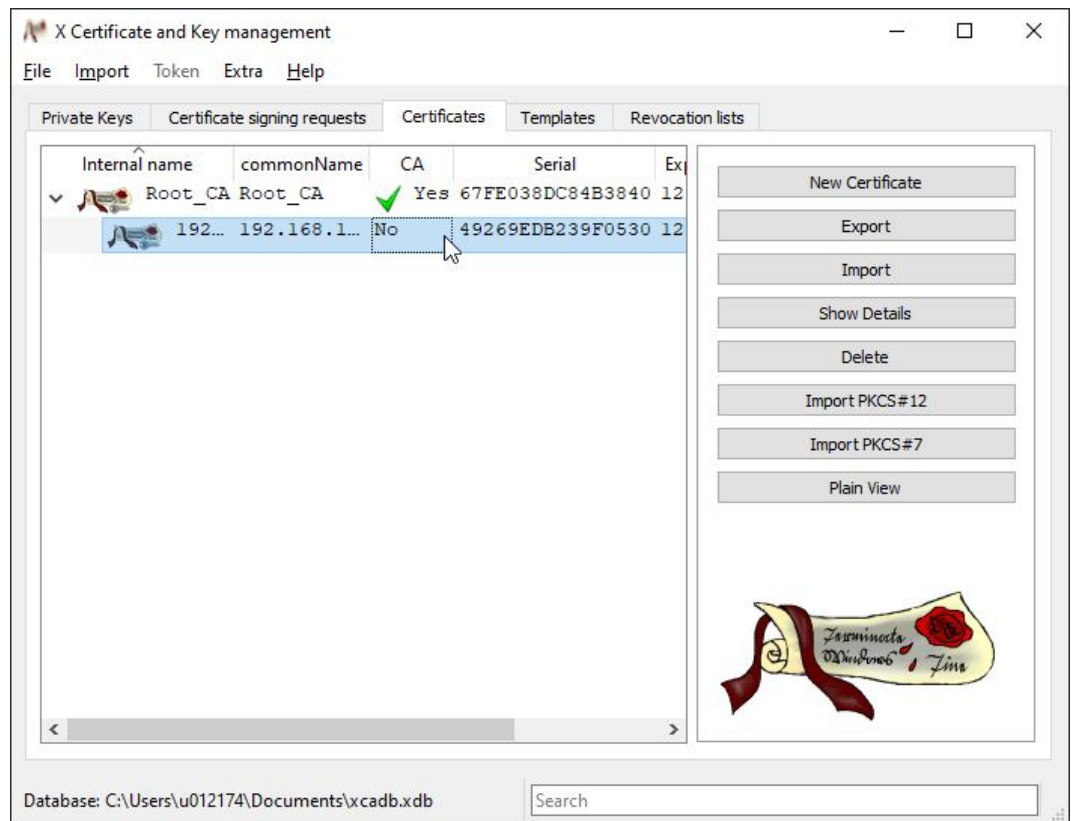 X Certificate and Key management
File Import Token Extra Help
Private Keys Certificate signing requests Certificates Templates Revocation lists
Internal name commonName CA Serial Exp
Root_CA Root_CA Yes 67FE038DC84B3840 12
192... 192.168.1... No 49269EDB239F0530 12
New Certificate
Export
Import
Show Details
Delete
Import PKCS#12
Import PKCS#7
Plain View
Database: C:\Users\u012174\Documents\xcadb.xdb Search